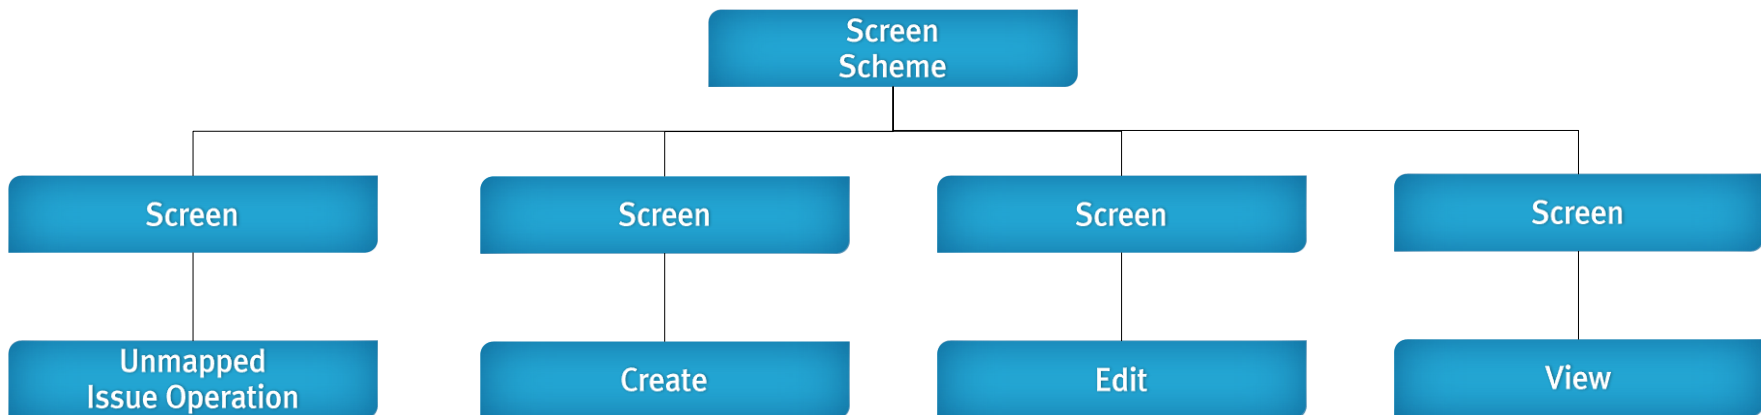 Screen
Scheme
Screen
Screen
Screen
Screen
Unmapped
Issue Operation
Create
Edit
View